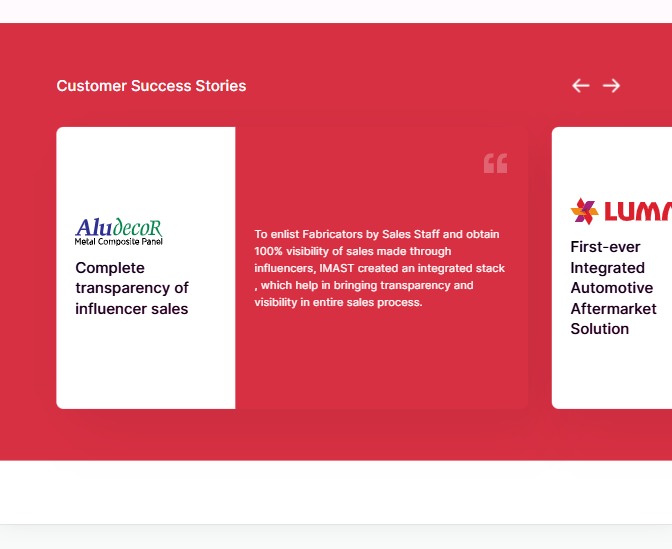 Customer Success Stories
AludecoR
Metal Composite Panel
Complete
transparency of
influencer sales
To enlist Fabricators by Sales Staff and obtain
100% visibility of sales made through
influencers, IMAST created an integrated stack
, which help in bringing transparency and
visibility in entire sales process.
First-ever
Integrated
Automotive
Aftermarket
Solution